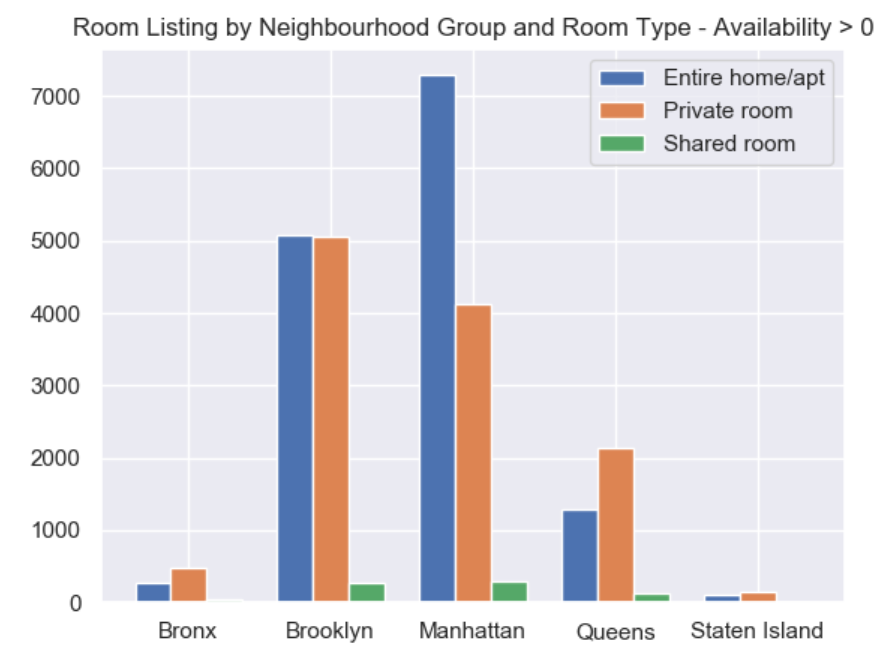 Room Listing by Neighbourhood Group and Room Type - Availability > 0
Entire home/apt
Private room
Shared room
7000
6000
5000
4000
3000
2000
1000
0
Bronx
Brooklyn
Manhattan
Queens
Staten Island